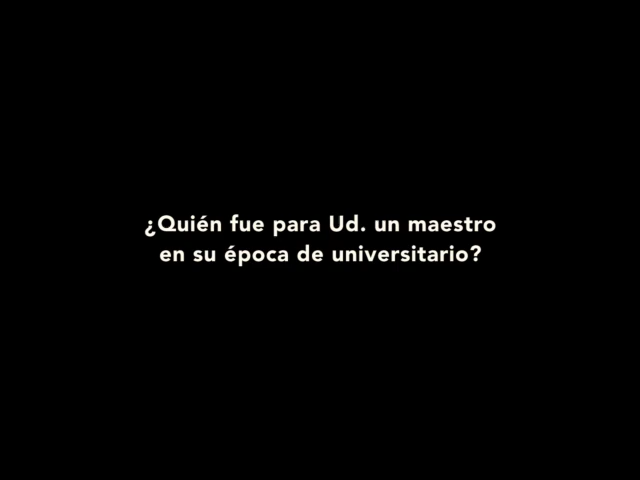 ¿Quién fue para Ud. un maestro
en su época de universitario?